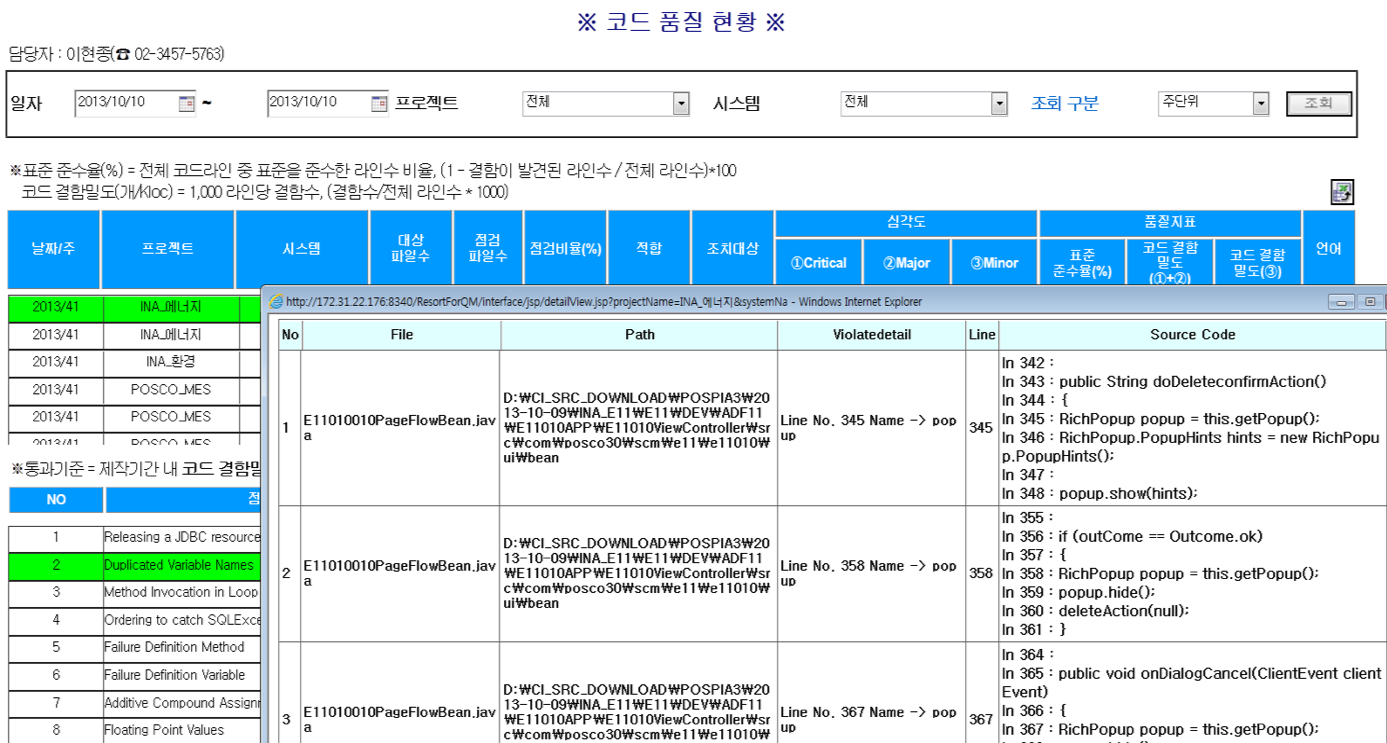 ※ 코드 품질 현황 ※
담당자 : 이현종(☎ 02-3457-5763)
일자 2013/10/10 ~ 2013/10/10 프로젝트 전체 시스템 전체 조회 구분 주단위 조회
※표준 준수율(%) = 전체 코드라인 중 표준을 준수한 라인수 비율, (1 - 결함이 발견된 라인수 / 전체 라인수)*100
코드 결함밀도(개/Kloc) = 1,000 라인당 결함수, (결함수/전체 라인수 * 1000)
날짜/주 프로젝트 시스템 대상 파일수 점검 파일수 점검비율(%) 적합 조치대상 심각도 품질지표 언어
①Critical ②Major ③Minor 표준 준수율(%) 코드 결함 밀도 (①+②) 코드 결함 밀도(③)
2013/41 INA_에너지
2013/41 INA_에너지
2013/41 INA_환경
2013/41 POSCO_MES
2013/41 POSCO_MES
2013/41 POSCO_MES
※통과기준 = 제작기간 내 코드 결함밀
NO 점
1 Releasing a JDBC resource
2 Duplicated Variable Names
3 Method Invocation in Loop
4 Ordering to catch SQLExce
5 Failure Definition Method
6 Failure Definition Variable
7 Additive Compound Assign
8 Floating Point Values
http://172.31.22.176:8340/ResortForQM/interface/jsp/detailView.jsp?projectName=INA_에너지&systemNa - Windows Internet Explorer
No File Path Violatedetail Line Source Code
1
E11010010PageFlowBean.jav
a
D:₩CI_SRC_DOWNLOAD₩POSPIA3₩20
13-10-09₩INA_E11₩E11₩DEV₩ADF11
₩E11010APP₩E11010ViewController₩sr
c₩com₩posco30₩scm₩e11₩e11010₩
ui₩bean
Line No. 345 Name -> pop
up
345
ln 342 :
ln 343 : public String doDeleteconfirmAction()
ln 344 : {
ln 345 : RichPopup popup = this.getPopup();
ln 346 : RichPopup.PopupHints hints = new RichPopu
p.PopupHints();
ln 347 :
ln 348 : popup.show(hints);
2
E11010010PageFlowBean.jav
a
D:₩CI_SRC_DOWNLOAD₩POSPIA3₩20
13-10-09₩INA_E11₩E11₩DEV₩ADF11
₩E11010APP₩E11010ViewController₩sr
c₩com₩posco30₩scm₩e11₩e11010₩
ui₩bean
Line No. 358 Name -> pop
up
358
ln 355 :
ln 356 : if (outCome == Outcome.ok)
ln 357 : {
ln 358 : RichPopup popup = this.getPopup();
ln 359 : popup.hide();
ln 360 : deleteAction(null);
ln 361 : }
3
E11010010PageFlowBean.jav
a
D:₩CI_SRC_DOWNLOAD₩POSPIA3₩20
13-10-09₩INA_E11₩E11₩DEV₩ADF11
₩E11010APP₩E11010ViewController₩sr
c₩com₩posco30₩scm₩e11₩e11010₩
Line No. 367 Name -> pop
up
367
ln 364 :
ln 365 : public void onDialogCancel(ClientEvent client
Event)
ln 366 : {
ln 367 : RichPopup popup = this.getPopup();